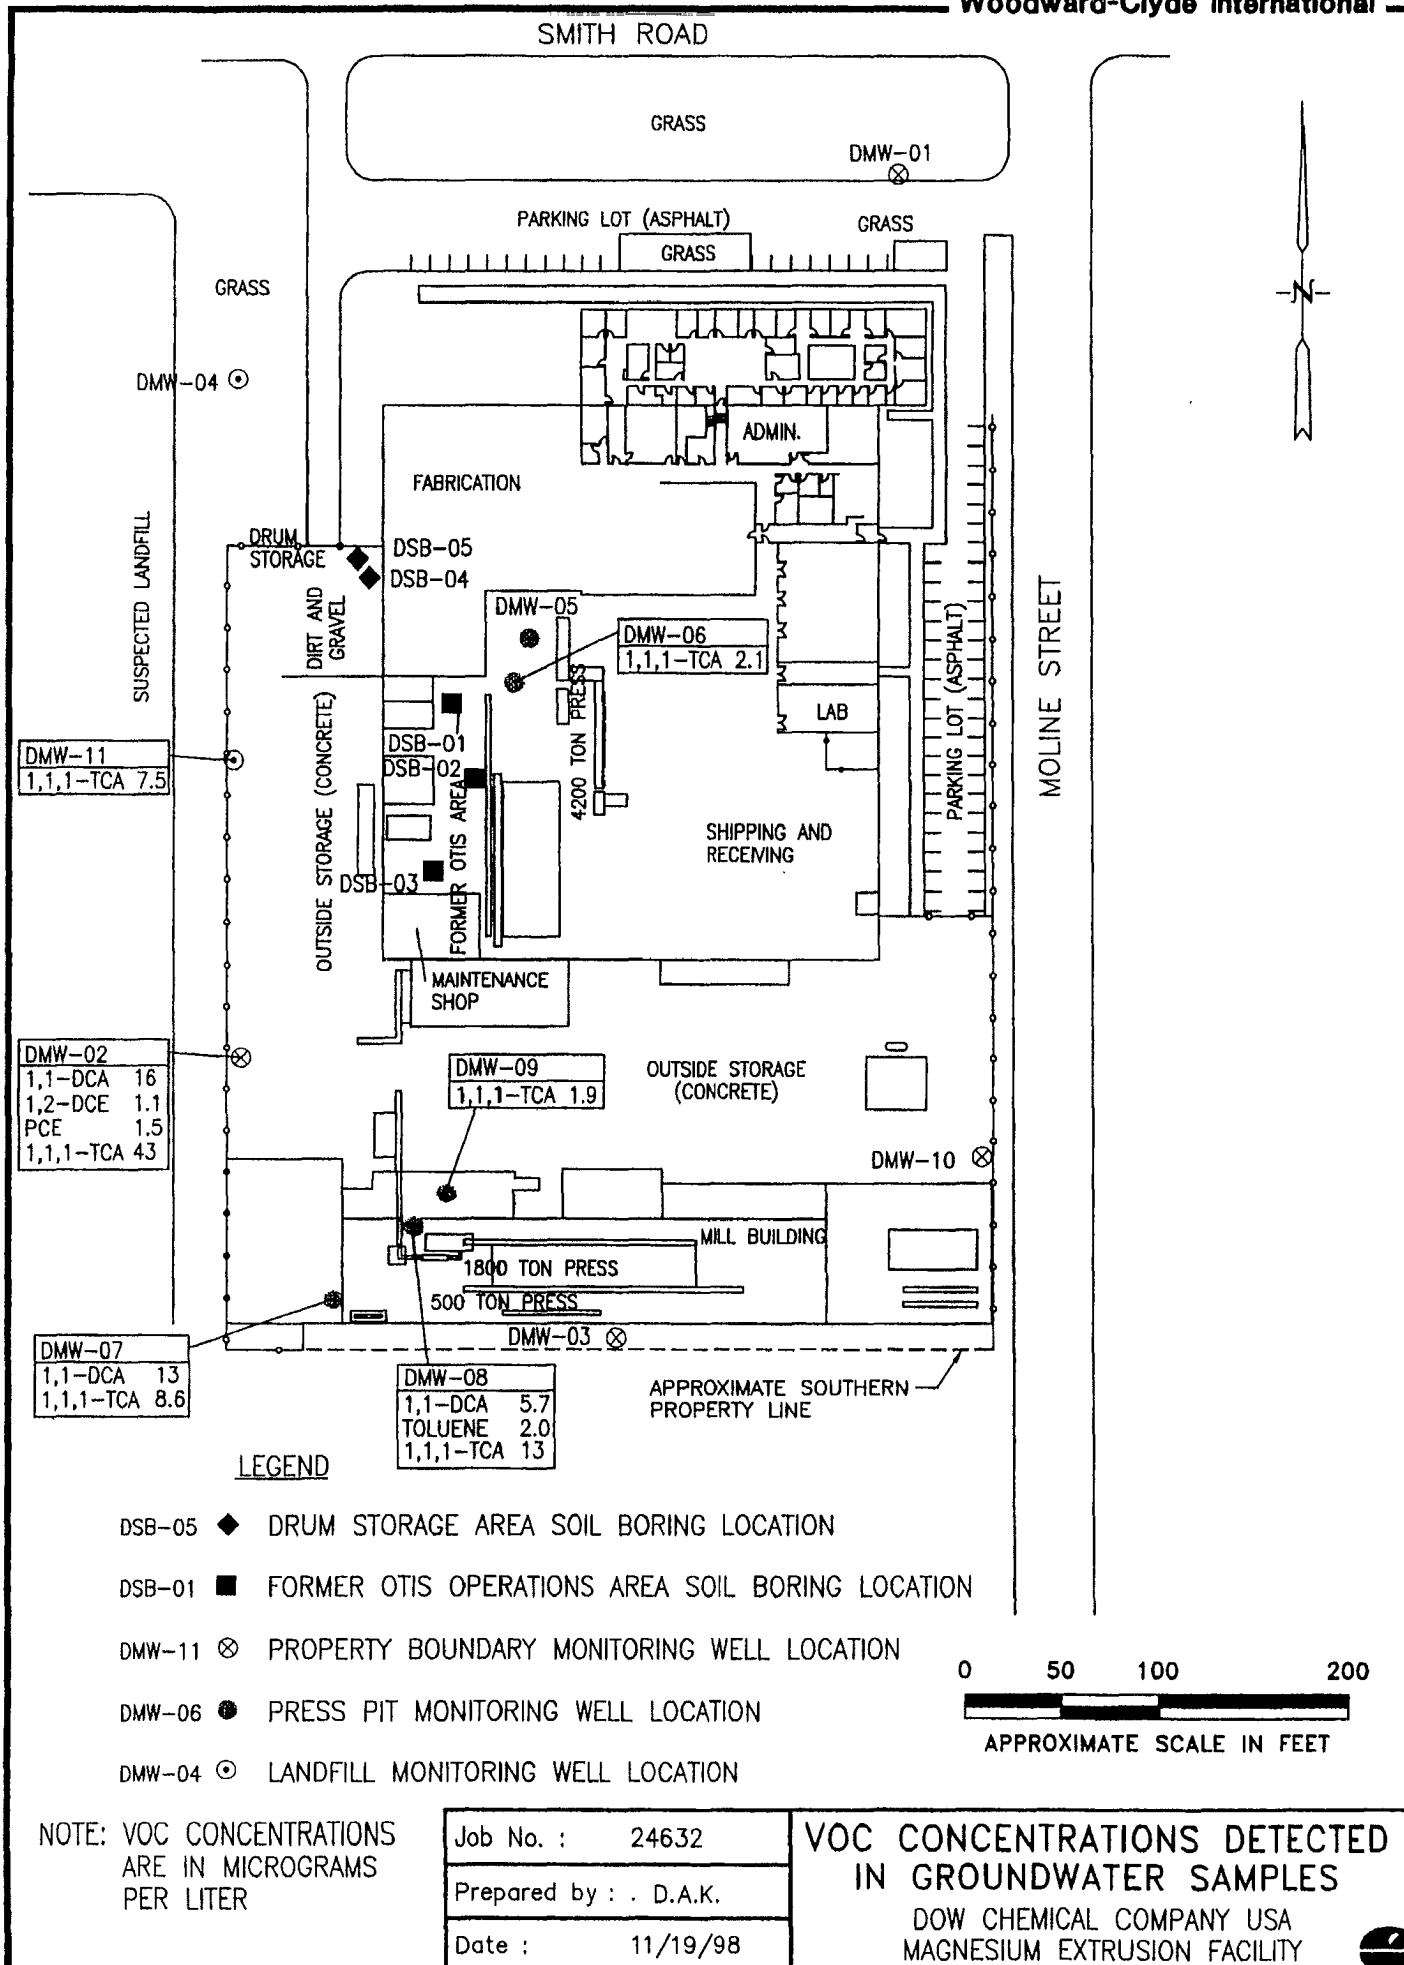 Woodward-Clyde International
SMITH ROAD
GRASS
DMW-01
PARKING LOT (ASPHALT)
GRASS
GRASS
GRASS
N
DMW-04
ADMIN.
FABRICATION
SUSPECTED LANDFILL
DRUM
STORAGE
DSB-05
DSB-04
DIRT AND
GRAVEL
DMW-05
DMW-06
1,1,1-TCA 2.1
4200 TON PRESS
PARKING LOT (ASPHALT)
MOLINE STREET
LAB
DSB-01
DSB-02
DMW-11
1,1,1-TCA 7.5
OUTSIDE STORAGE (CONCRETE)
FORMER OTIS AREA
SHIPPING AND
RECEIVING
DSB-03
MAINTENANCE
SHOP
DMW-02
1,1-DCA 16
1,2-DCE 1.1
PCE 1.5
1,1,1-TCA 43
DMW-09
1,1,1-TCA 1.9
OUTSIDE STORAGE
(CONCRETE)
DMW-10
MILL BUILDING
1800 TON PRESS
500 TON PRESS
DMW-03
DMW-07
1,1-DCA 13
1,1,1-TCA 8.6
DMW-08
1,1-DCA 5.7
TOLUENE 2.0
1,1,1-TCA 13
APPROXIMATE SOUTHERN
PROPERTY LINE
LEGEND
DSB-05 DRUM STORAGE AREA SOIL BORING LOCATION
DSB-01 FORMER OTIS OPERATIONS AREA SOIL BORING LOCATION
DMW-11 PROPERTY BOUNDARY MONITORING WELL LOCATION
DMW-06 PRESS PIT MONITORING WELL LOCATION
DMW-04 LANDFILL MONITORING WELL LOCATION
0 50 100 200
APPROXIMATE SCALE IN FEET
NOTE: VOC CONCENTRATIONS
ARE IN MICROGRAMS
PER LITER
Job No. : 24632
Prepared by : . D.A.K.
Date : 11/19/98
VOC CONCENTRATIONS DETECTED
IN GROUNDWATER SAMPLES
DOW CHEMICAL COMPANY USA
MAGNESIUM EXTRUSION FACILITY